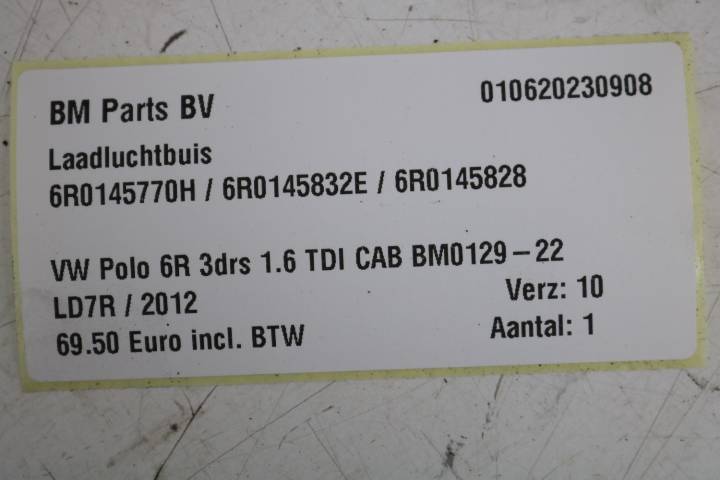 BM Parts BV 010620230908
Laadluchtbuis
6R0145770H / 6R0145832E / 6R0145828
VW Polo 6R 3drs 1.6 TDI CAB BM0129-22
LD7R / 2012 Verz: 10
69.50 Euro incl. BTW Aantal: 1